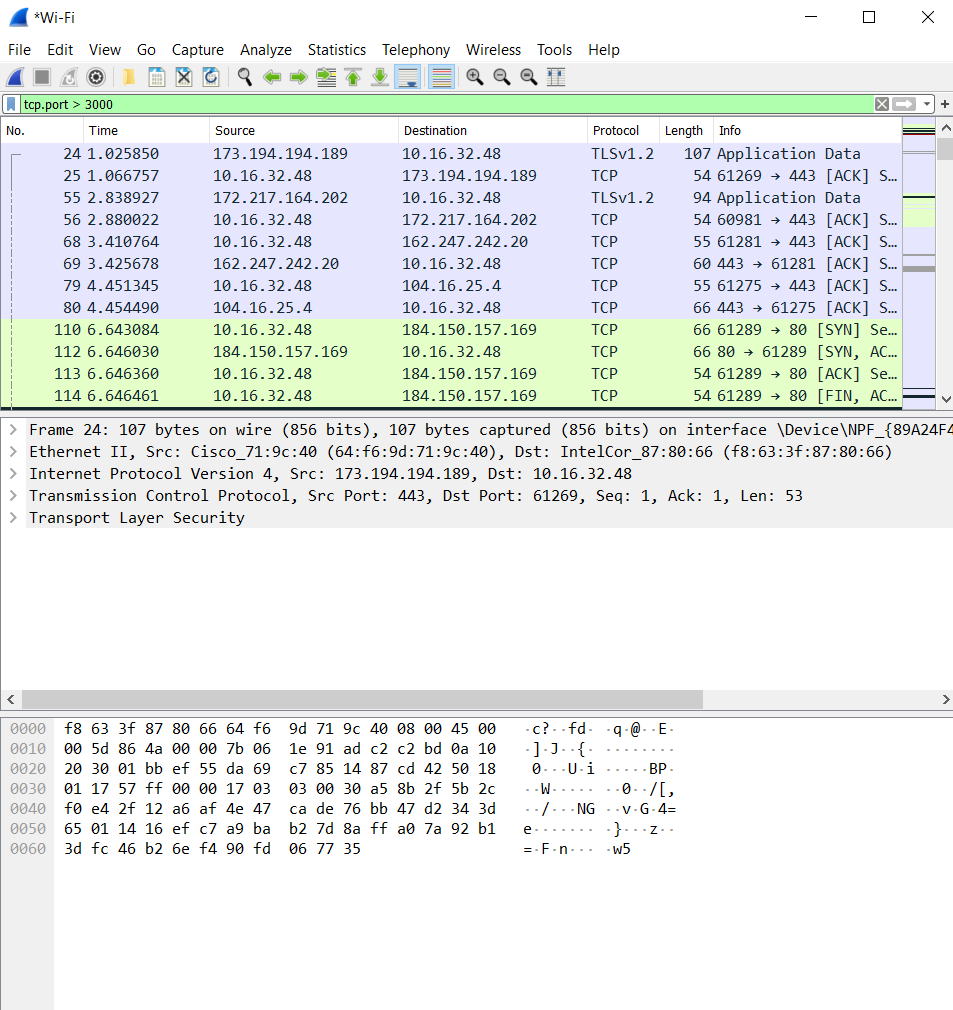 *Wi-Fi
File Edit View Go Capture Analyze Statistics Telephony Wireless Tools Help
tcp.port > 3000
No. Time Source Destination Protocol Length Info
24 1.025850 173.194.194.189 10.16.32.48 TLSv1.2 107 Application Data
25 1.066757 10.16.32.48 173.194.194.189 TCP 54 61269 → 443 [ACK] S…
55 2.838927 172.217.164.202 10.16.32.48 TLSv1.2 94 Application Data
56 2.880022 10.16.32.48 172.217.164.202 TCP 54 60981 → 443 [ACK] S…
68 3.410764 10.16.32.48 162.247.242.20 TCP 55 61281 → 443 [ACK] S…
69 3.425678 162.247.242.20 10.16.32.48 TCP 60 443 → 61281 [ACK] S…
79 4.451345 10.16.32.48 104.16.25.4 TCP 55 61275 → 443 [ACK] S…
80 4.454490 104.16.25.4 10.16.32.48 TCP 66 443 → 61275 [ACK] S…
110 6.643084 10.16.32.48 184.150.157.169 TCP 66 61289 → 80 [SYN] Se…
112 6.646030 184.150.157.169 10.16.32.48 TCP 66 80 → 61289 [SYN, AC…
113 6.646360 10.16.32.48 184.150.157.169 TCP 54 61289 → 80 [ACK] Se…
114 6.646461 10.16.32.48 184.150.157.169 TCP 54 61289 → 80 [FIN, AC…
Frame 24: 107 bytes on wire (856 bits), 107 bytes captured (856 bits) on interface \Device\NPF_{89A24F4
Ethernet II, Src: Cisco_71:9c:40 (64:f6:9d:71:9c:40), Dst: IntelCor_87:80:66 (f8:63:3f:87:80:66)
Internet Protocol Version 4, Src: 173.194.194.189, Dst: 10.16.32.48
Transmission Control Protocol, Src Port: 443, Dst Port: 61269, Seq: 1, Ack: 1, Len: 53
Transport Layer Security
0000 f8 63 3f 87 80 66 64 f6 9d 71 9c 40 08 00 45 00 ·c?··fd· ·q·@··E·
0010 00 5d 86 4a 00 00 7b 06 1e 91 ad c2 c2 bd 0a 10 ·]·J··{· ········
0020 20 30 01 bb ef 55 da 69 c7 85 14 87 cd 42 50 18 0···U·i ·····BP·
0030 01 17 57 ff 00 00 17 03 03 00 30 a5 8b 2f 5b 2c ··W····· ··0··/[,
0040 f0 e4 2f 12 a6 af 4e 47 ca de 76 bb 47 d2 34 3d ··/···NG ··v·G·4=
0050 65 01 14 16 ef c7 a9 ba b2 7d 8a ff a0 7a 92 b1 e······· ·}···z··
0060 3d fc 46 b2 6e f4 90 fd 06 77 35 =·F·n··· ·w5